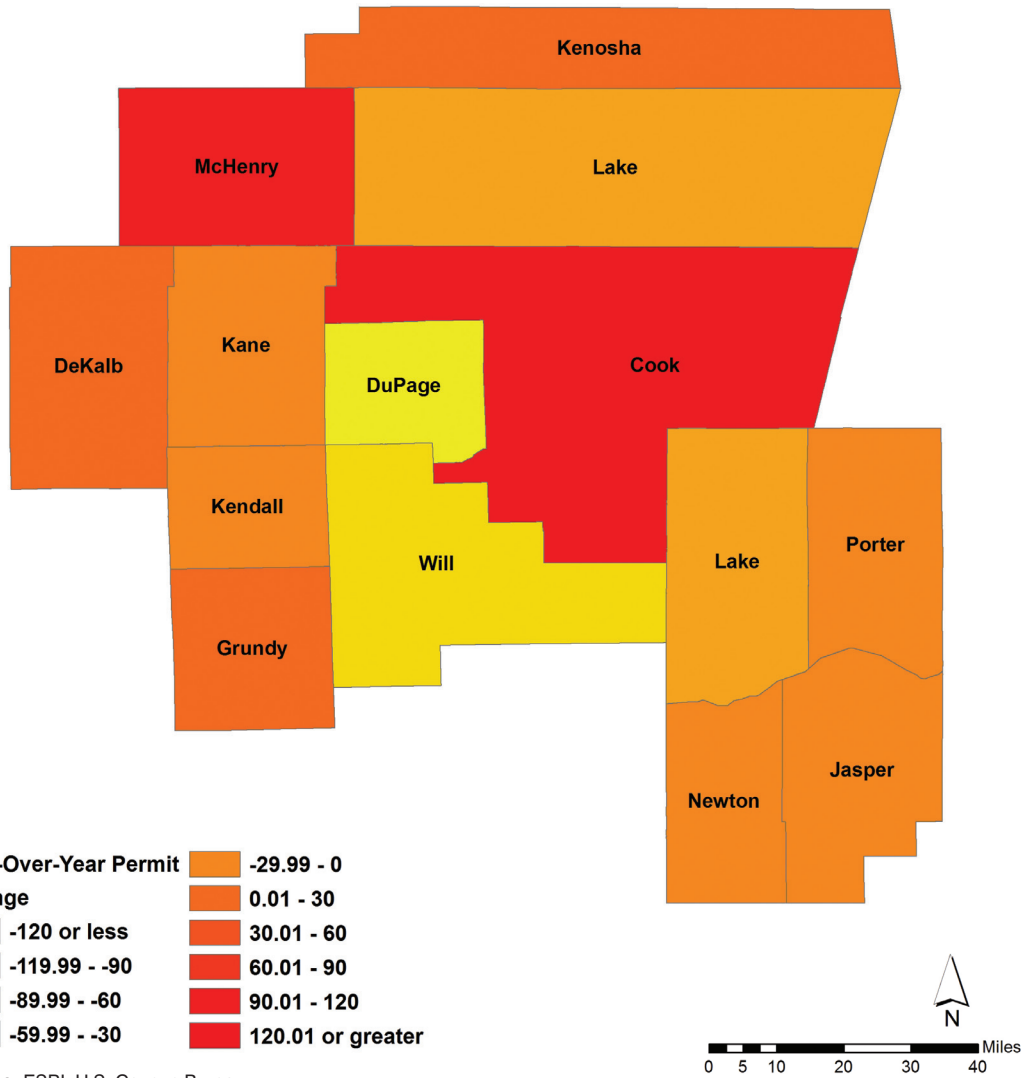 Kenosha
McHenry
Lake
DeKalb
Kane
DuPage
Cook
Kendall
Will
Lake
Porter
Grundy
Newton
Jasper
-Over-Year Permit
nge
-120 or less
-119.99 - -90
-89.99 - -60
-59.99 - -30
-29.99 - 0
0.01 - 30
30.01 - 60
60.01 - 90
90.01 - 120
120.01 or greater
N
Miles
0 5 10 20 30 40
ESRI, U.S.